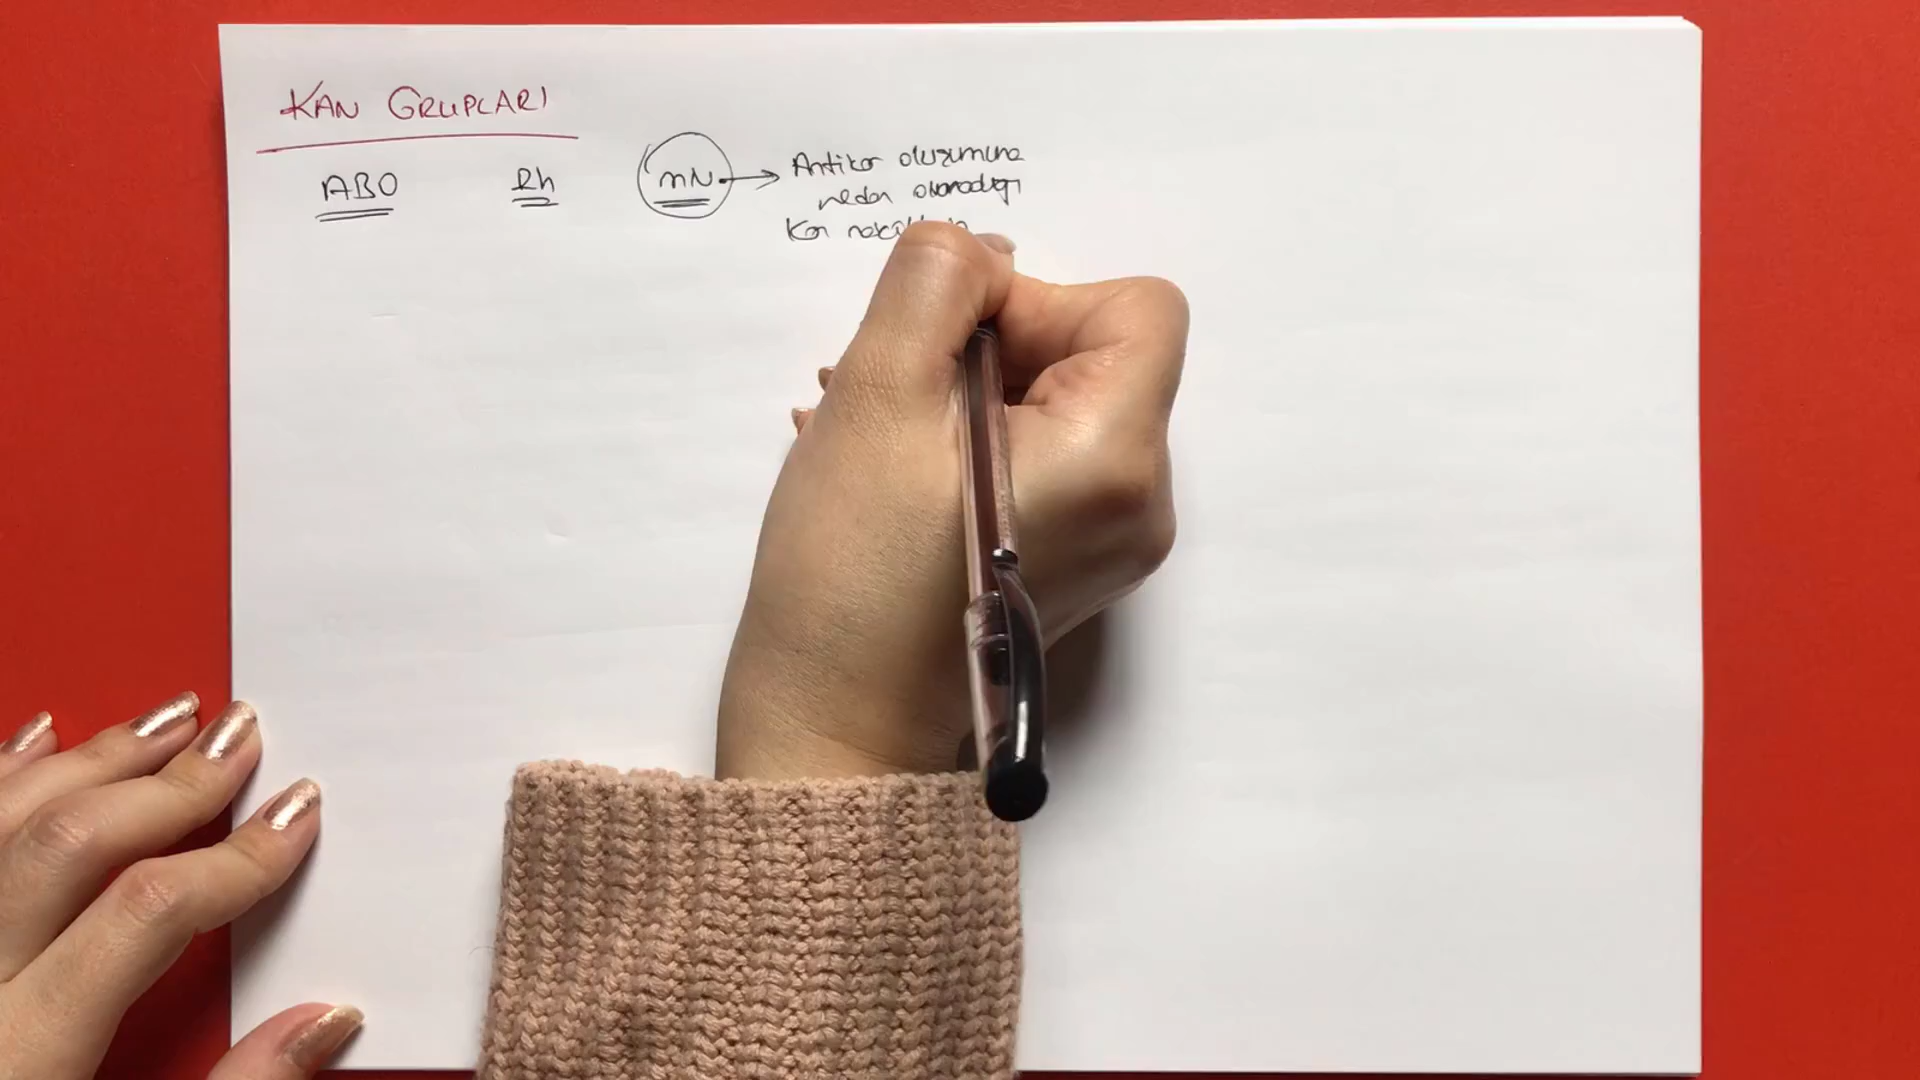 KAN GRUPLARI
ABO Rh MN → Antikor oluşumuna
neden olmadığı
Kan